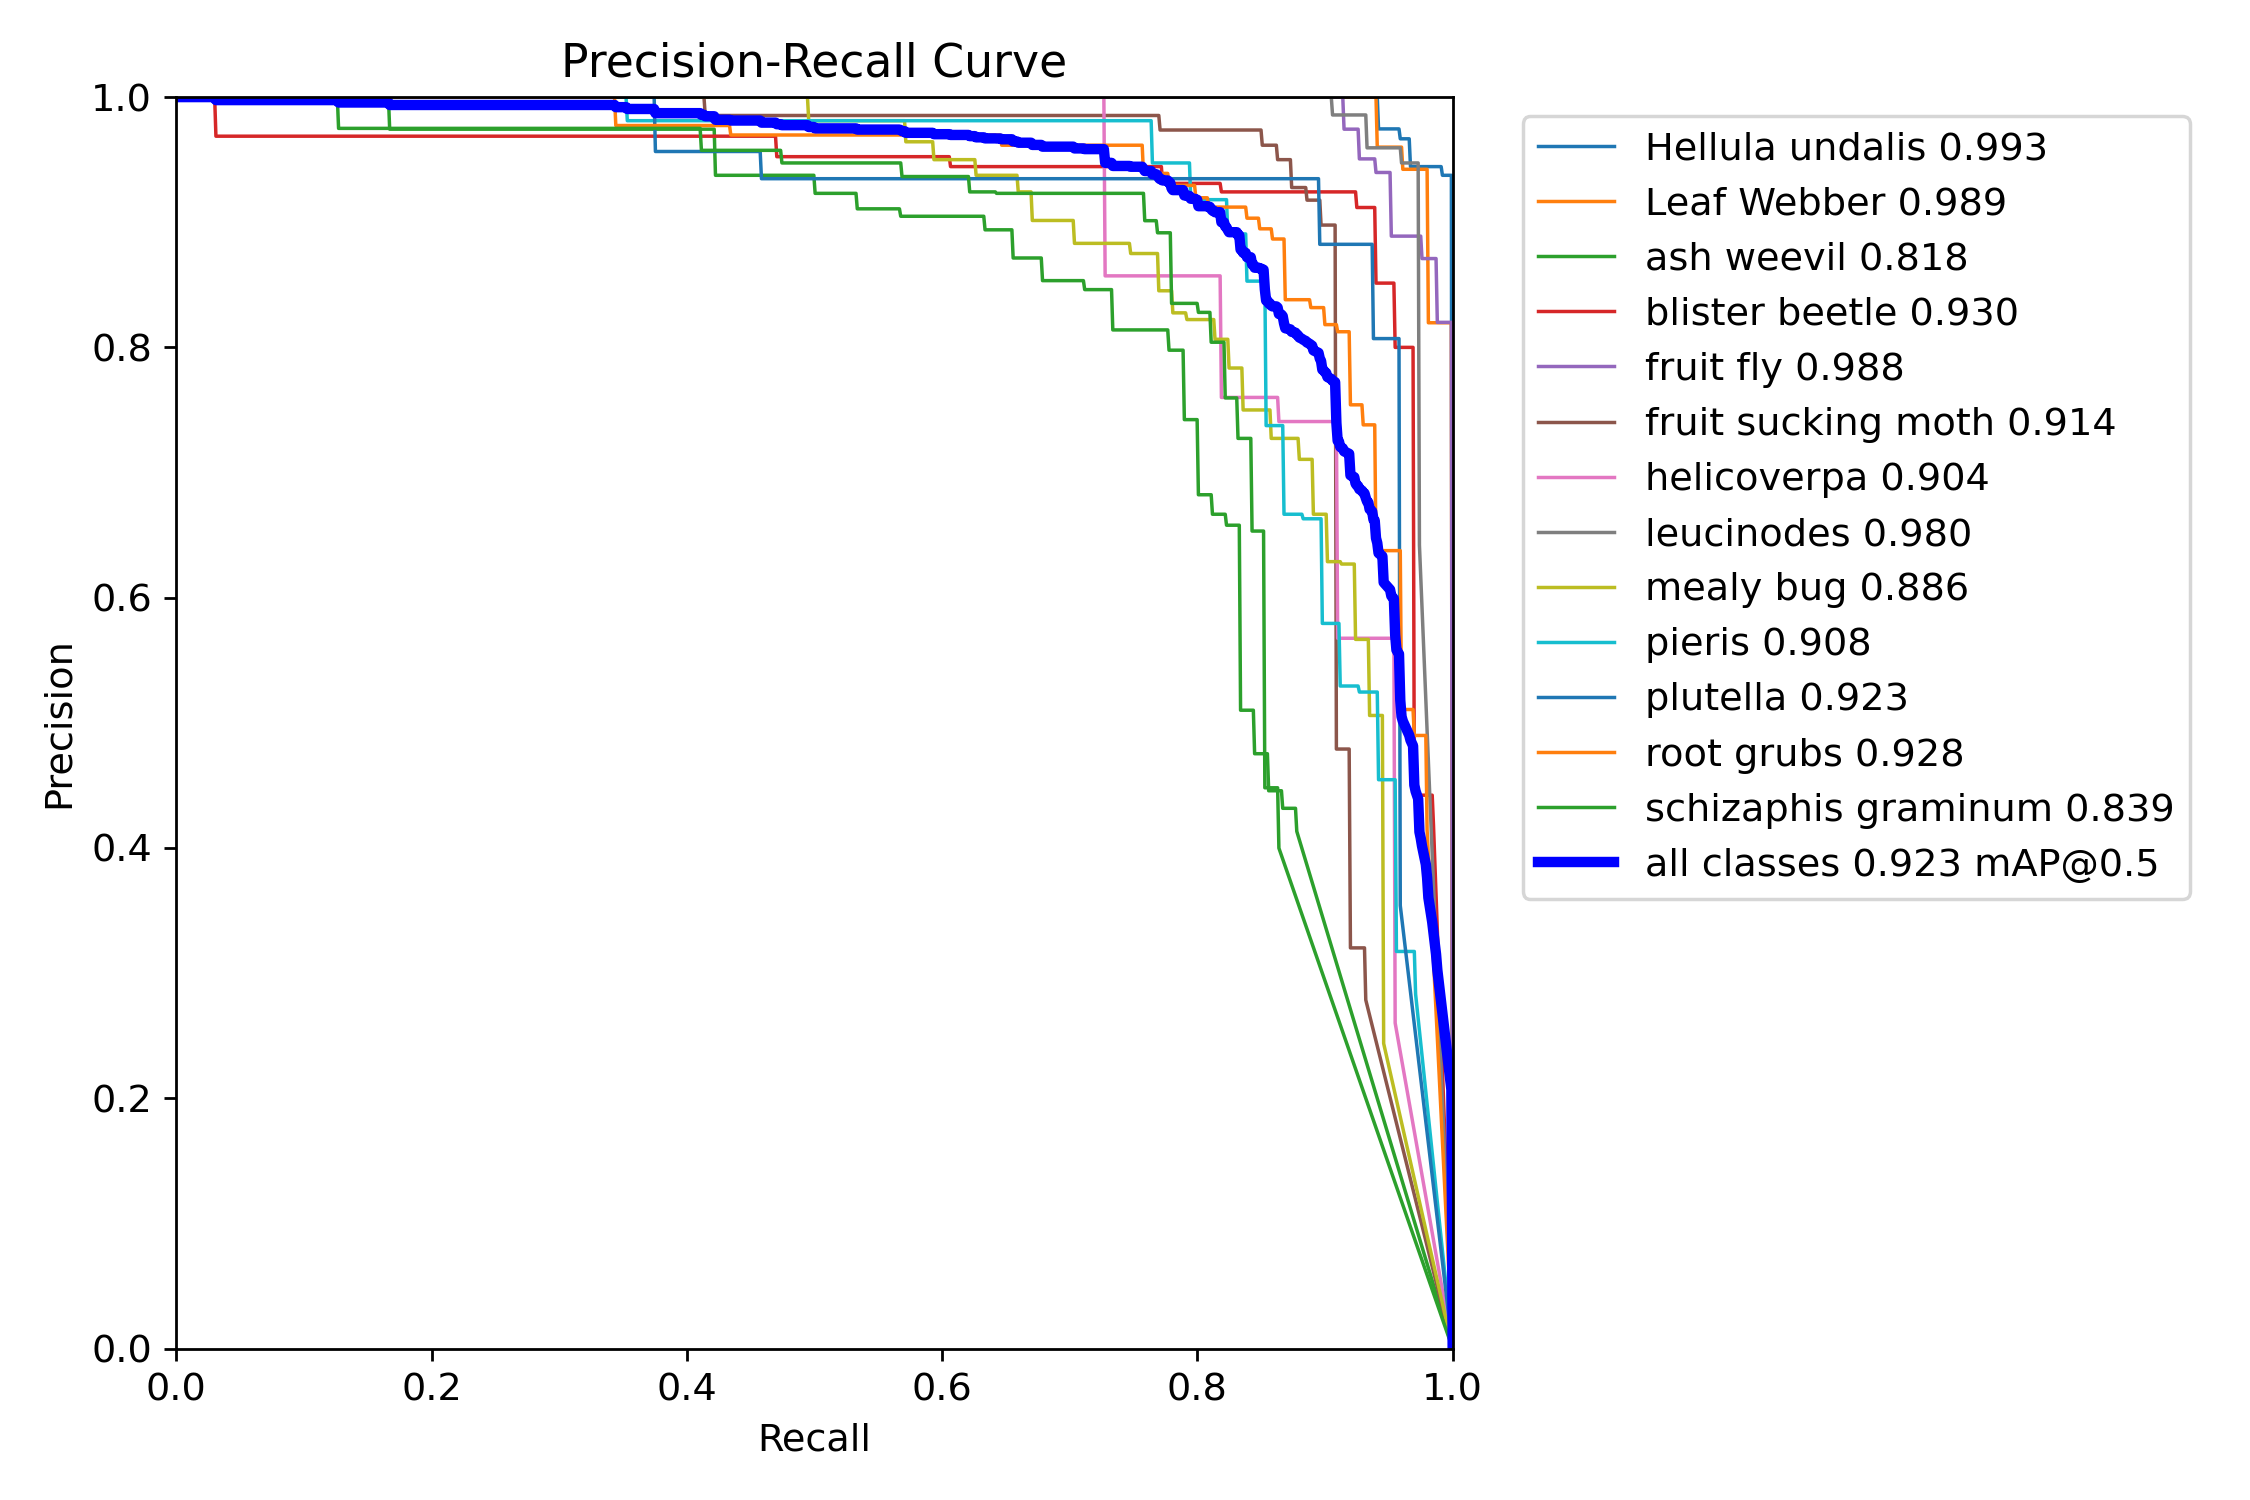 Precision-Recall Curve
1.0
0.8
0.6
0.4
0.2
0.0
Precision
0.0 0.2 0.4 0.6 0.8 1.0
Recall
Hellula undalis 0.993
Leaf Webber 0.989
ash weevil 0.818
blister beetle 0.930
fruit fly 0.988
fruit sucking moth 0.914
helicoverpa 0.904
leucinodes 0.980
mealy bug 0.886
pieris 0.908
plutella 0.923
root grubs 0.928
schizaphis graminum 0.839
all classes 0.923 mAP@0.5